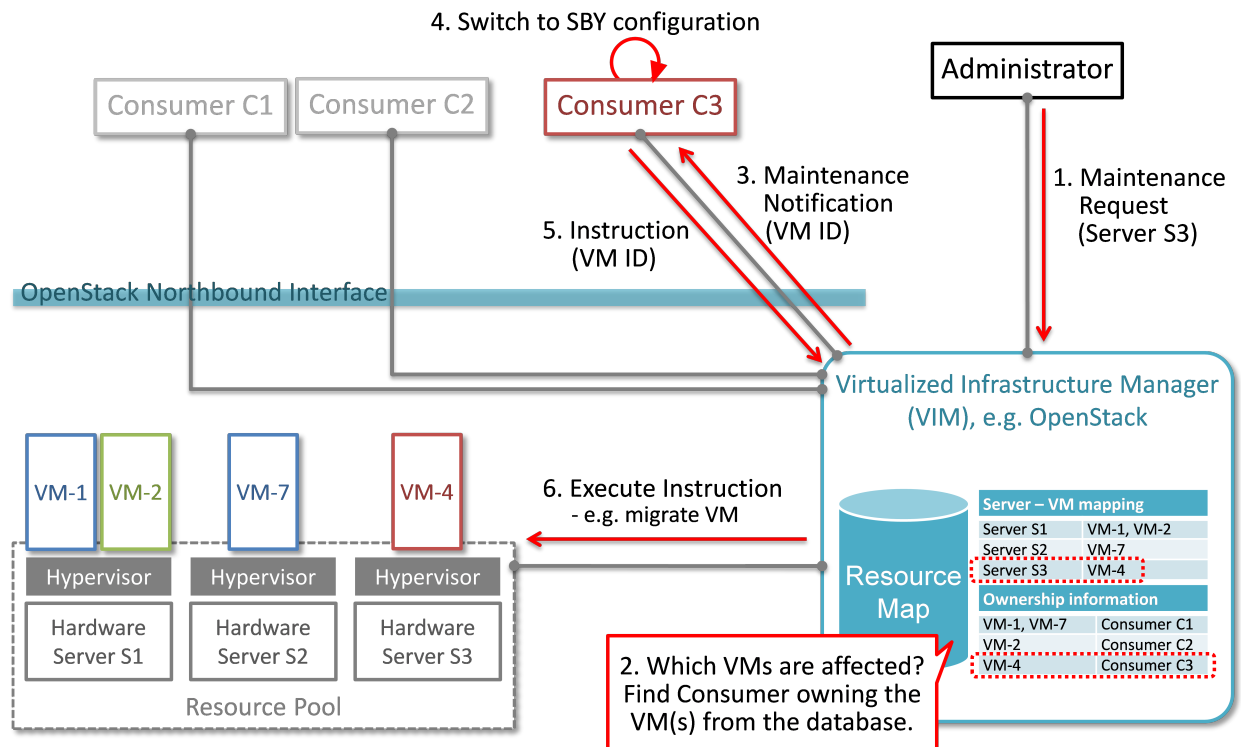 4. Switch to SBY configuration
Consumer C1
Consumer C2
Consumer C3
Administrator
3. Maintenance
Notification
(VM ID)
1. Maintenance
Request
(Server S3)
5. Instruction
(VM ID)
OpenStack Northbound Interface
Virtualized Infrastructure Manager
(VIM), e.g. OpenStack
VM-1
VM-2
VM-7
VM-4
6. Execute Instruction
- e.g. migrate VM
Hypervisor
Hypervisor
Hypervisor
Hardware
Server S1
Hardware
Server S2
Hardware
Server S3
Resource Pool
Resource
Map
Server – VM mapping
Server S1 VM-1, VM-2
Server S2 VM-7
Server S3 VM-4
Ownership information
VM-1, VM-7 Consumer C1
VM-2 Consumer C2
VM-4 Consumer C3
2. Which VMs are affected?
Find Consumer owning the
VM(s) from the database.